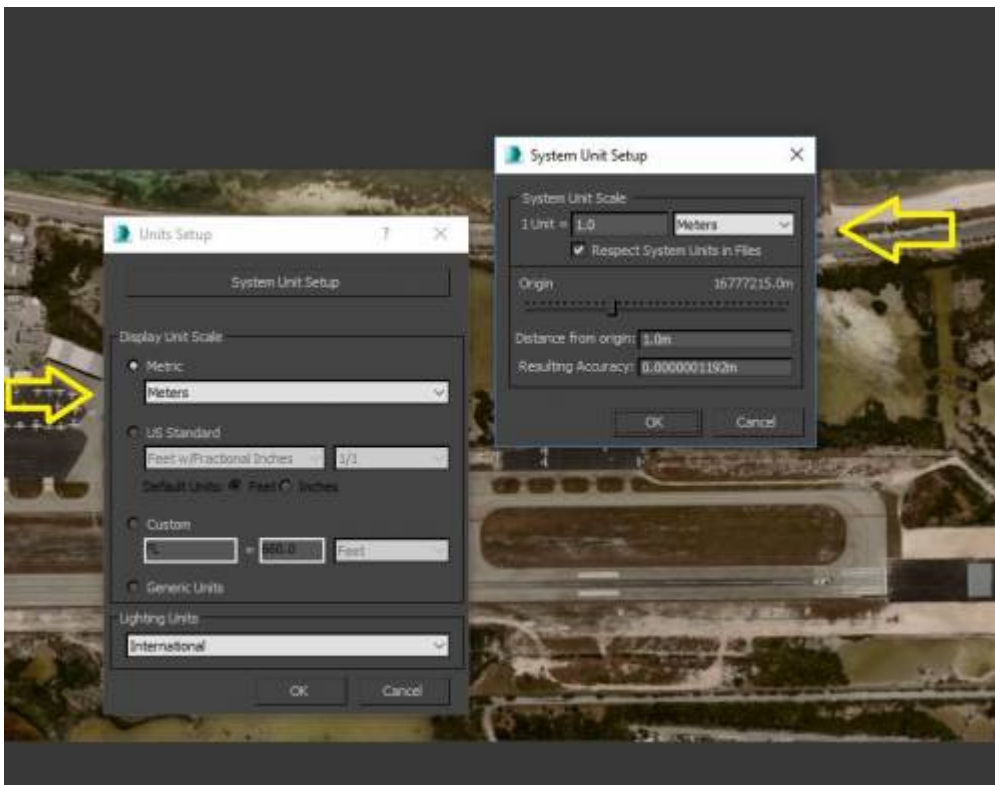 System Unit Setup
System Unit Scale
1 Unit = 1.0 Meters
Respect System Units in Files
Origin 16777215.0m
Distance from origin: 1.0m
Resulting Accuracy: 0.0000001192m
OK Cancel
Units Setup
System Unit Setup
Display Unit Scale
Metric
Meters
US Standard
Feet w/Fractional Inches 1/1
Default Units: Feet Inches
Custom
FL = 660.0 Feet
Generic Units
Lighting Units
International
OK Cancel